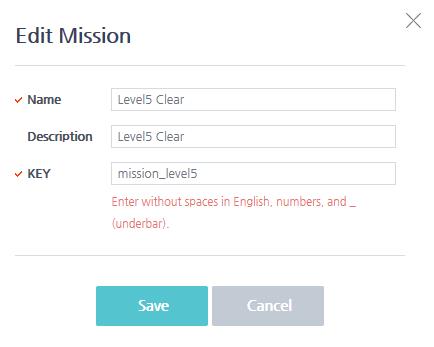 Edit Mission
Name Level5 Clear
Description Level5 Clear
KEY mission_level5
Enter without spaces in English, numbers, and _
(underbar).
Save Cancel